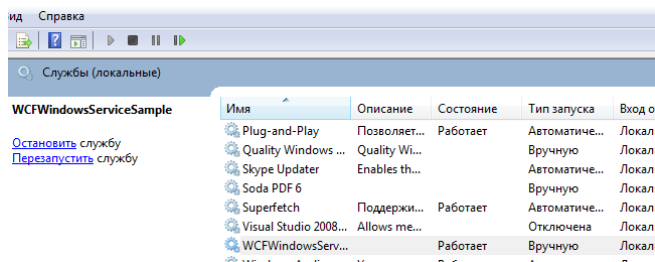 Справка
Службы (локальные)
WCFWindowsServiceSample
Остановить службу
Перезапустить службу
Имя Описание Состояние Тип запуска Вход о
Plug-and-Play Позволяет... Работает Автоматиче... Локал
Quality Windows ... Quality Wi... Вручную Локал
Skype Updater Enables th... Автоматиче... Локал
Soda PDF 6 Вручную Локал
Superfetch Поддержи... Работает Автоматиче... Локал
Visual Studio 2008... Allows me... Отключена Локал
WCFWindowsServ... Работает Вручную Локал